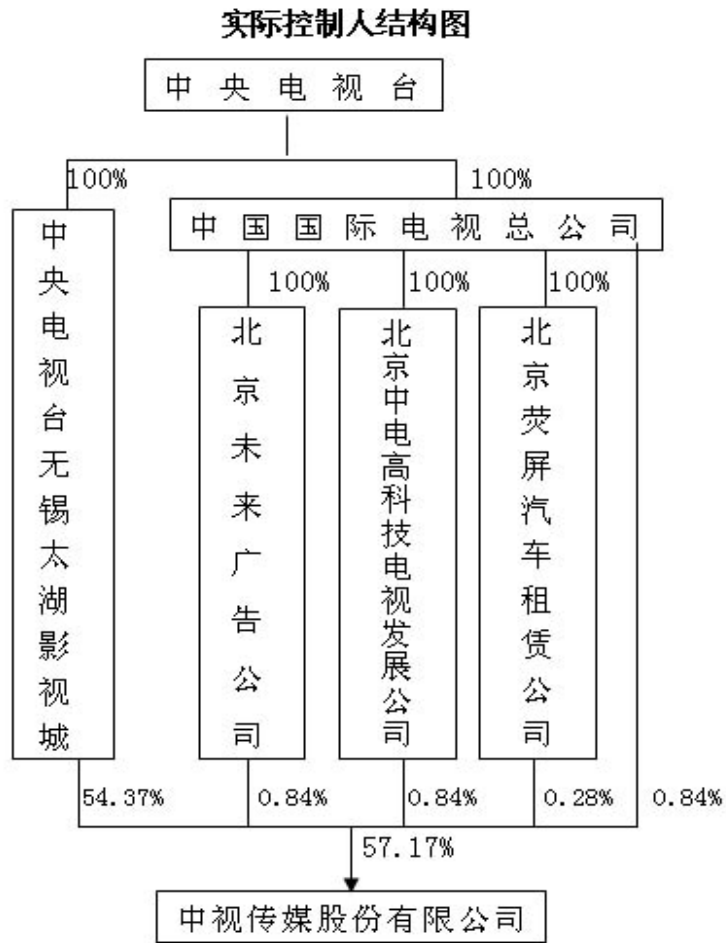 实际控制人结构图
中央电视台
100%
100%
中国国际电视总公司
中央电视台无锡太湖影视城
100%
100%
100%
北京未来广告公司
北京中电高科技电视发展公司
北京荧屏汽车租赁公司
54.37%
0.84%
0.84%
0.28%
0.84%
57.17%
中视传媒股份有限公司